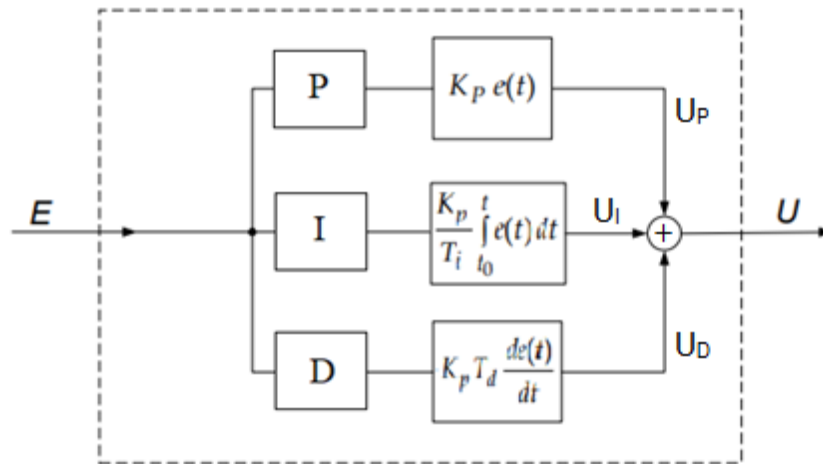 P
K_P e(t)
U_P
E
I
K_p/T_i ∫_{t_0}^{t} e(t) dt
U_I
+
U
D
K_p T_d de(t)/dt
U_D